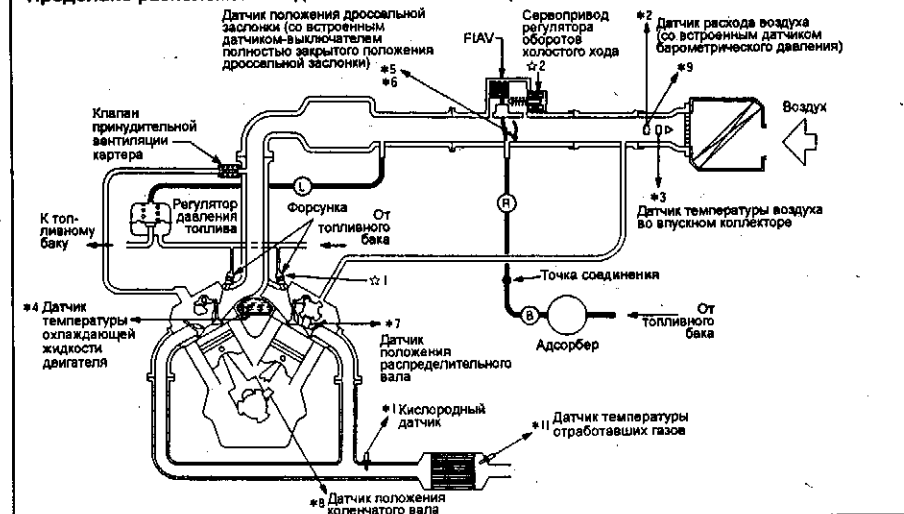 Датчик положения дроссальной
заслонки (со встроенным
датчиком-выключателем
полностью закрытого положения
дроссальной заслонки)
*5
*6
FIAV
Сервопривод
регулятора
оборотов
холостого хода
☆2
*2 Датчик расхода воздуха
(со встроенным датчиком
барометрического давления)
*9
Воздух
Клапан
принудительной
вентиляции
картера
*3
Датчик температуры воздуха
во впускном коллекторе
L
К топ-
ливному
баку
Регулятор
давления
топлива
Форсунка
От
топливного
бака
R
☆1
Точка соединения
*4 Датчик
температуры
охлаждающей
жидкости
двигателя
*7
Датчик
положения
распределительного
вала
B
Адсорбер
От
топливного
бака
*1 Кислородный
датчик
*11 Датчик температуры
отработавших газов
*8 Датчик положения
коленчатого вала